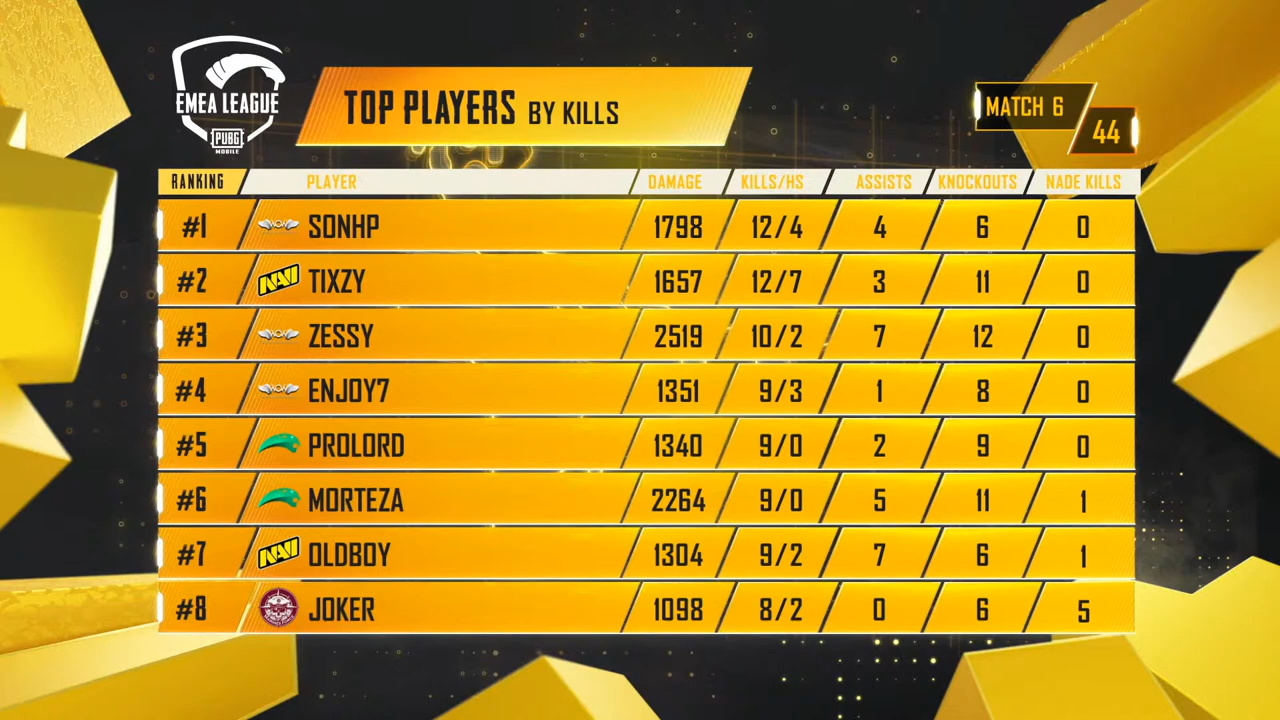 EMEA LEAGUE
PUBG
MOBILE
TOP PLAYERS BY KILLS
MATCH 6
44
RANKING PLAYER DAMAGE KILLS/HS ASSISTS KNOCKOUTS NADE KILLS
#1 SONHP 1798 12/4 4 6 0
#2 NAVI TIXZY 1657 12/7 3 11 0
#3 ZESSY 2519 10/2 7 12 0
#4 ENJOY7 1351 9/3 1 8 0
#5 PROLORD 1340 9/0 2 9 0
#6 MORTEZA 2264 9/0 5 11 1
#7 NAVI OLDBOY 1304 9/2 7 6 1
#8 JOKER 1098 8/2 0 6 5